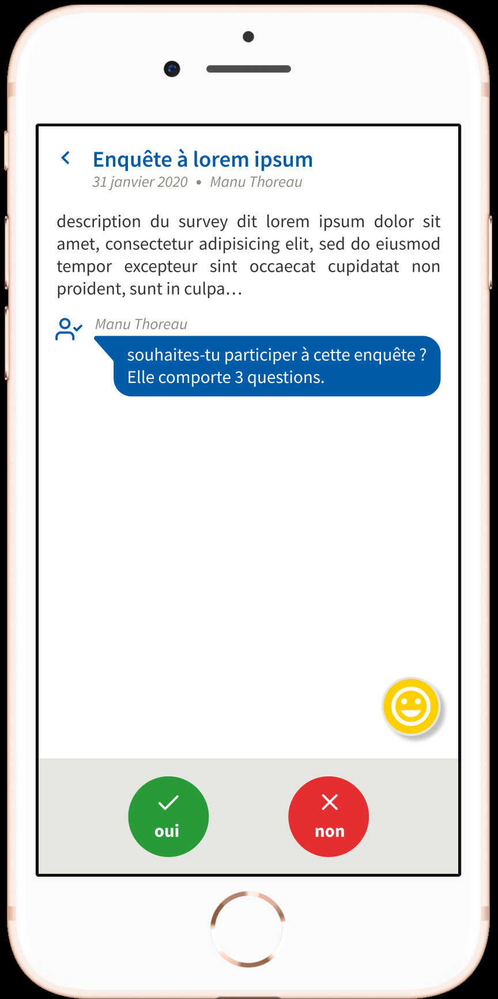 Enquête à lorem ipsum
31 janvier 2020 • Manu Thoreau
description du survey dit lorem ipsum dolor sit
amet, consectetur adipisicing elit, sed do eiusmod
tempor excepteur sint occaecat cupidatat non
proident, sunt in culpa…
Manu Thoreau
souhaites-tu participer à cette enquête ?
Elle comporte 3 questions.
oui
non